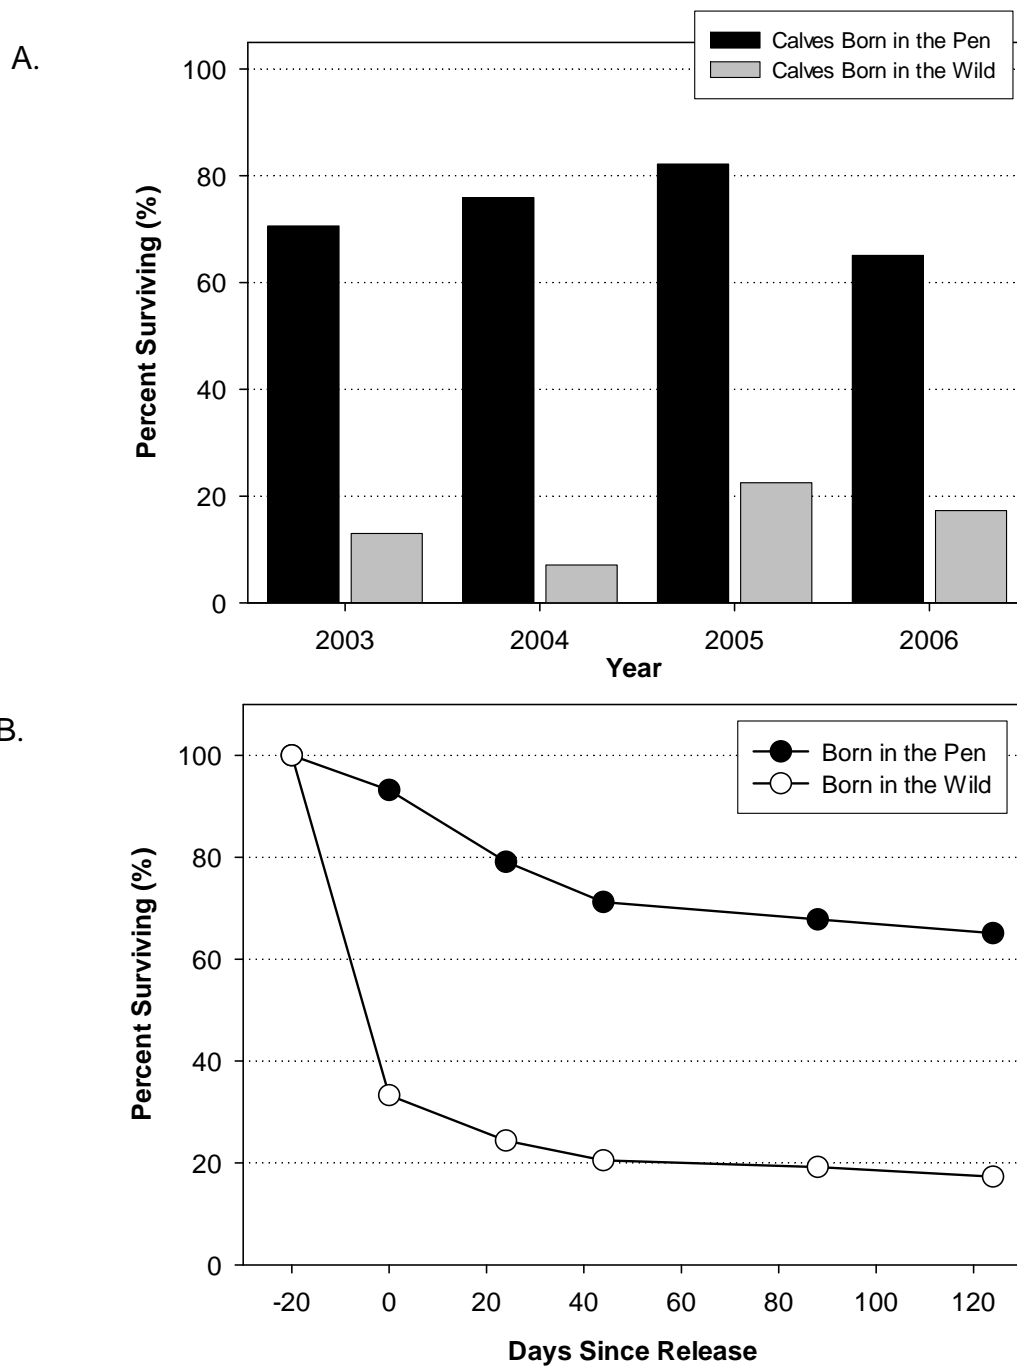 A.
Calves Born in the Pen
Calves Born in the Wild
Percent Surviving (%)
100
80
60
40
20
0
2003 2004 2005 2006
Year
B.
Born in the Pen
Born in the Wild
Percent Surviving (%)
100
80
60
40
20
0
-20 0 20 40 60 80 100 120
Days Since Release